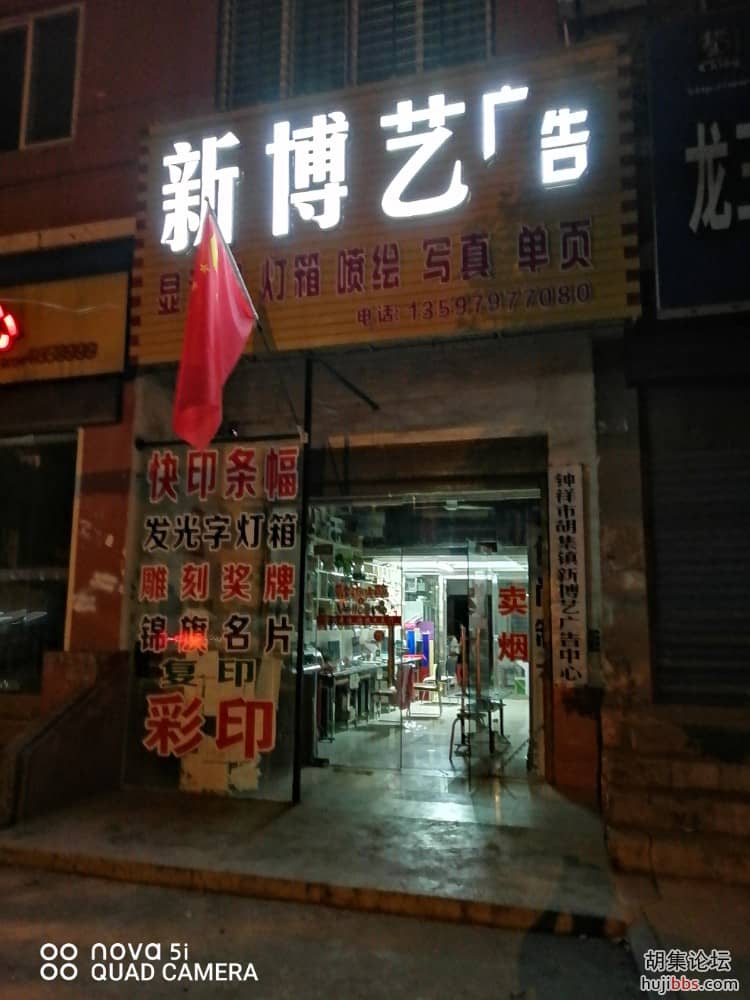 新博艺广告
显 灯箱 喷绘 写真 单页
电话: 13597977080
快印条幅
发光字灯箱
雕刻奖牌
锦旗名片
复印
彩印
卖烟
钟祥市胡集镇新博艺广告中心
龙
nova 5i
QUAD CAMERA
胡集论坛
hujibbs.com